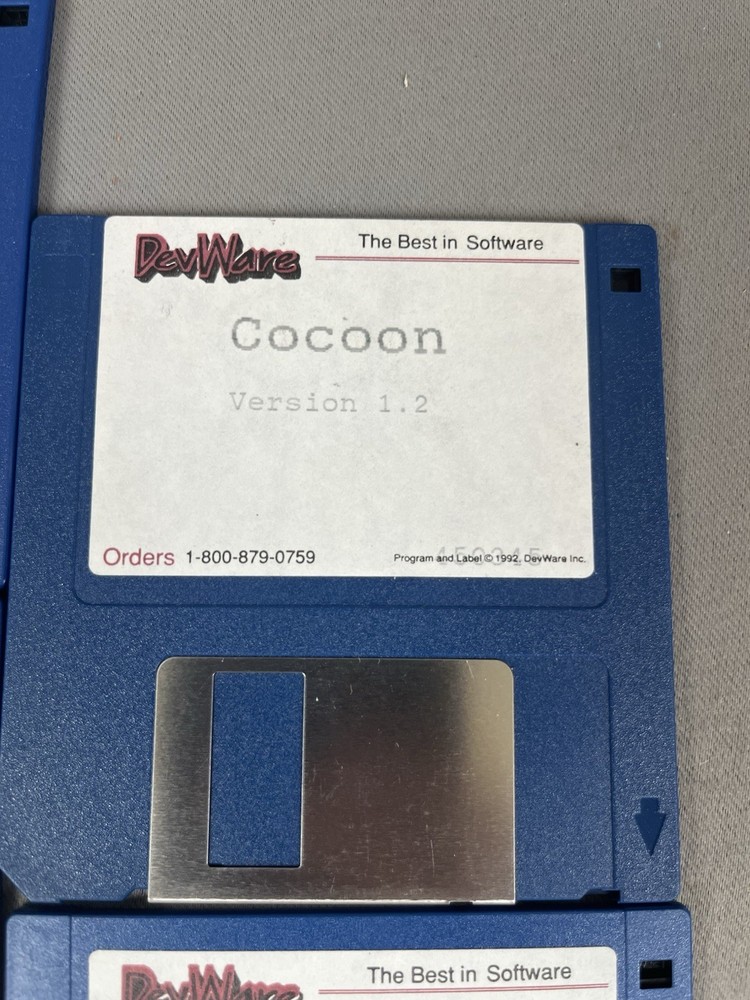 DevWare
The Best in Software
Cocoon
Version 1.2
Orders 1-800-879-0759
Program and Label © 1992, DevWare Inc.
DevWare
The Best in Software